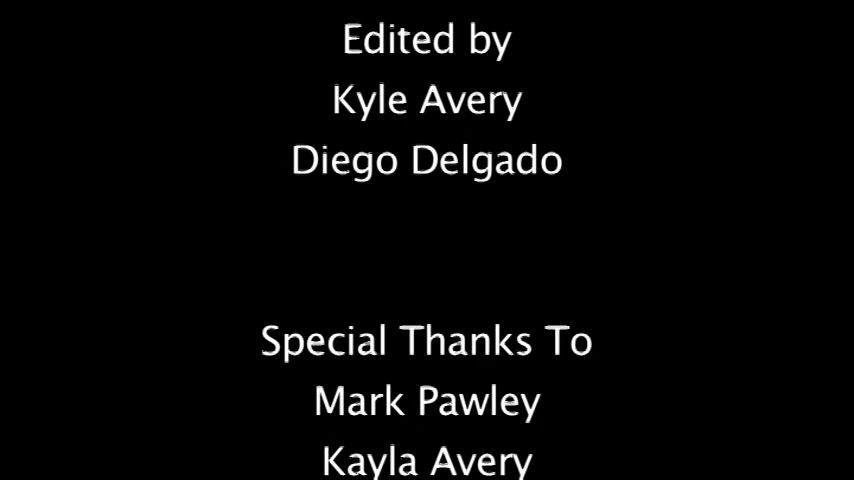 Edited by
Kyle Avery
Diego Delgado
Special Thanks To
Mark Pawley
Kayla Avery